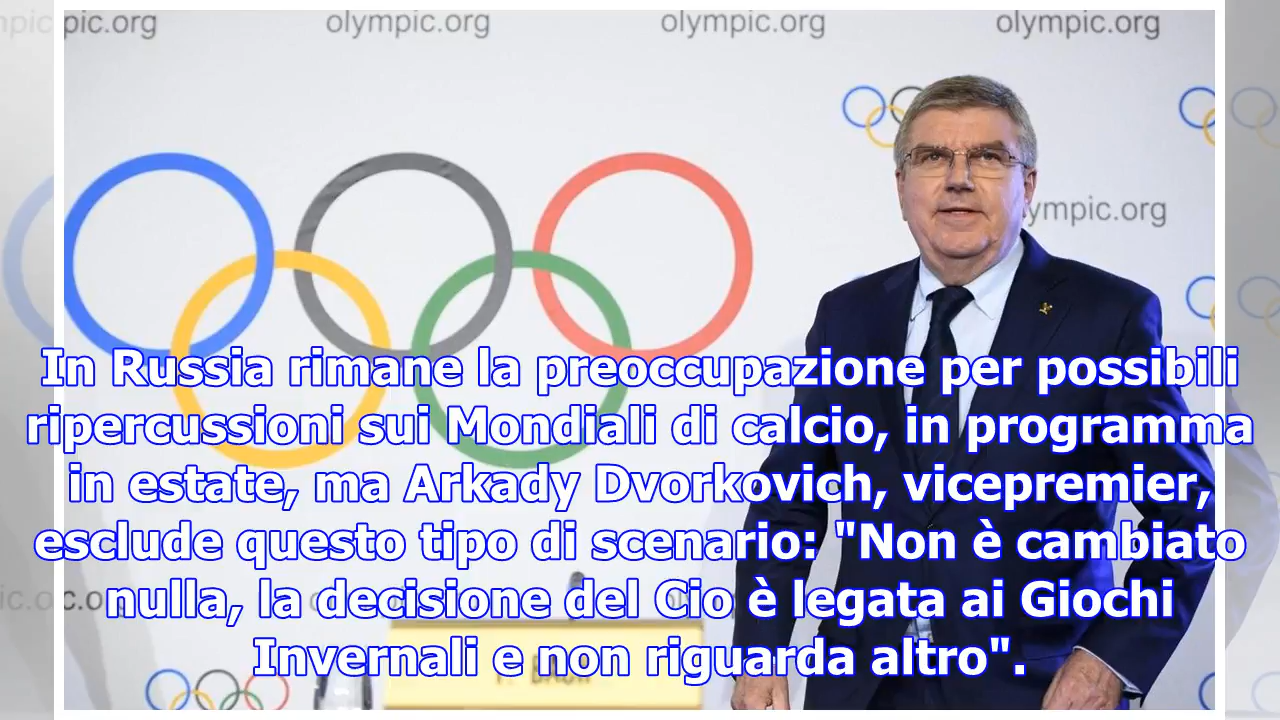 olympic.org olympic.org olympic.org olympic.org
ympic.org
In Russia rimane la preoccupazione per possibili
ripercussioni sui Mondiali di calcio, in programma
in estate, ma Arkady Dvorkovich, vicepremier,
esclude questo tipo di scenario: "Non è cambiato
nulla, la decisione del Cio è legata ai Giochi
Invernali e non riguarda altro".